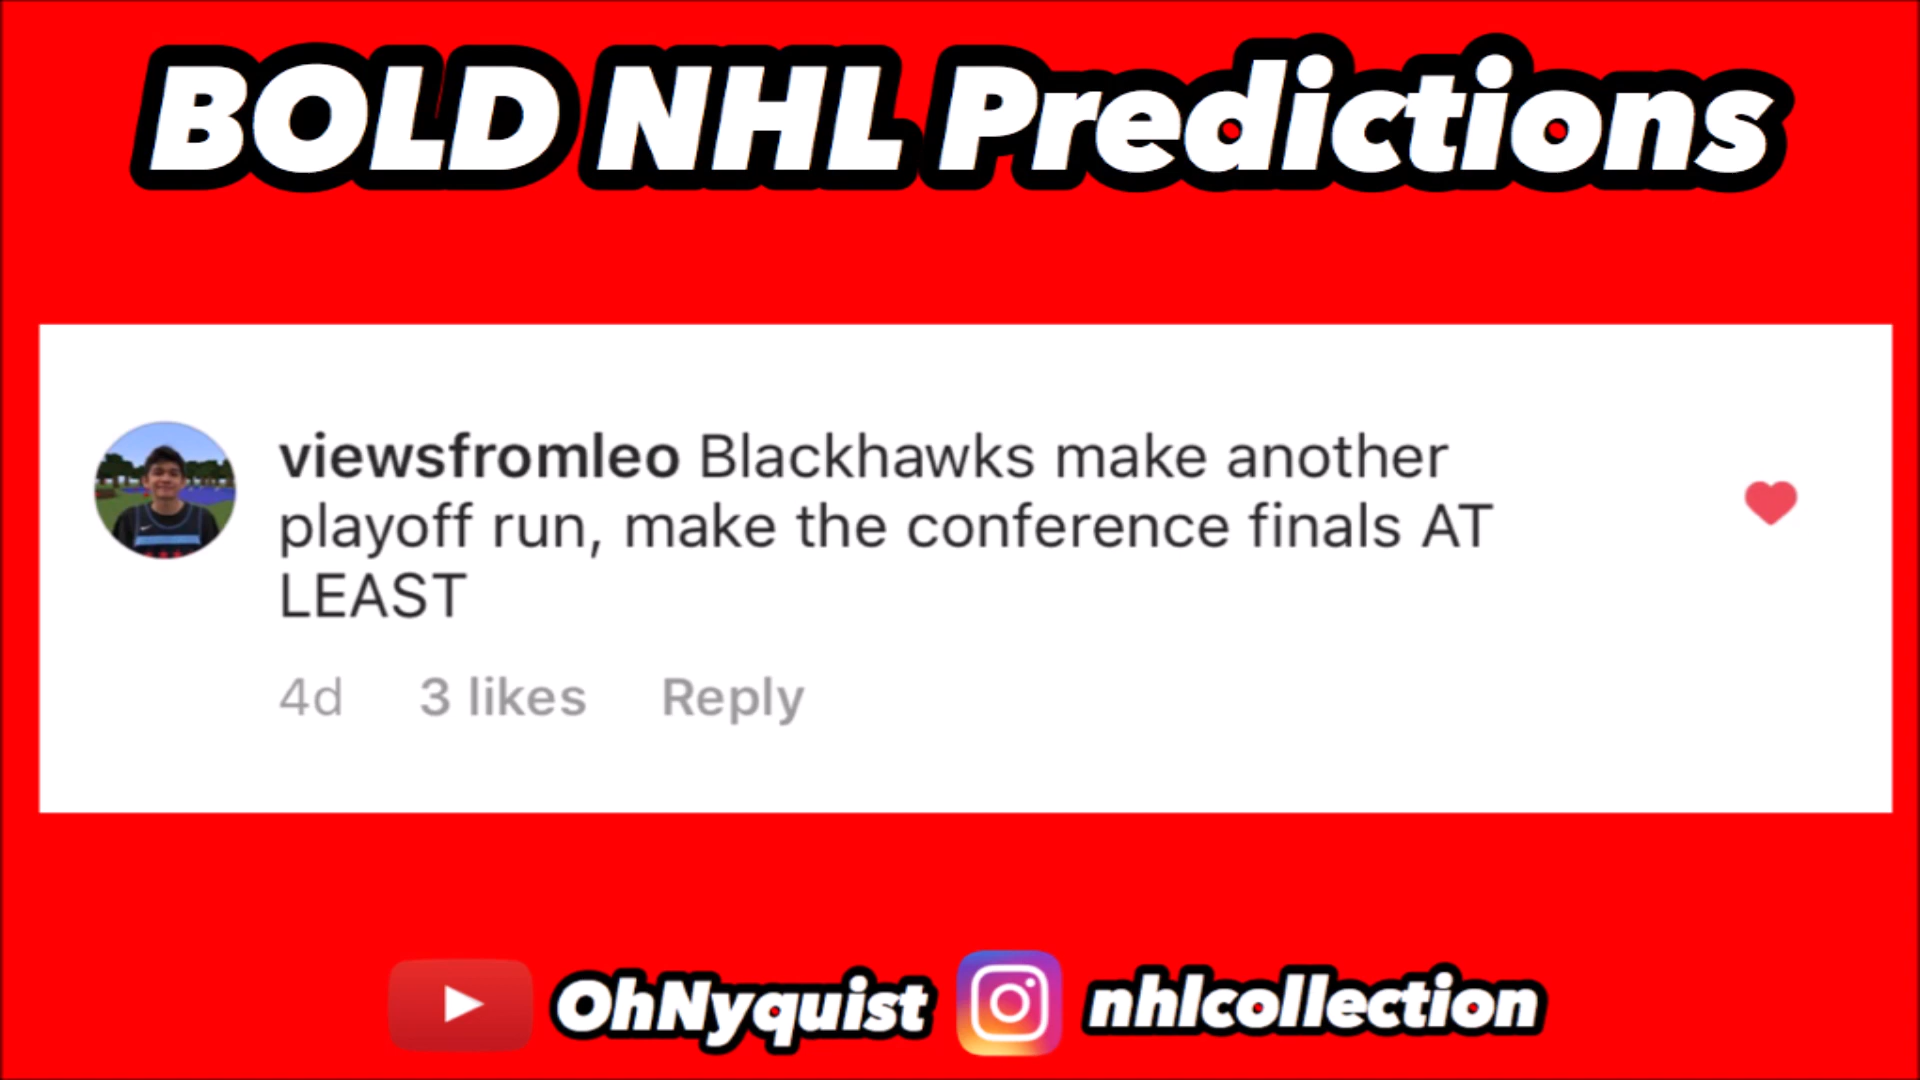 BOLD NHL Predictions
viewsfromleo Blackhawks make another
playoff run, make the conference finals AT
LEAST
4d 3 likes Reply
OhNyquist nhlcollection